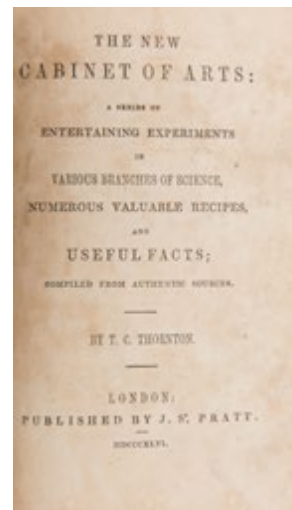 THE NEW
CABINET OF ARTS:
A SERIES OF
ENTERTAINING EXPERIMENTS
IN
VARIOUS BRANCHES OF SCIENCE,
NUMEROUS VALUABLE RECIPES,
AND
USEFUL FACTS;
COMPILED FROM AUTHENTIC SOURCES.
BY T. C. THORNTON.
LONDON:
PUBLISHED BY J. S. PRATT.
MDCCCXLVI.